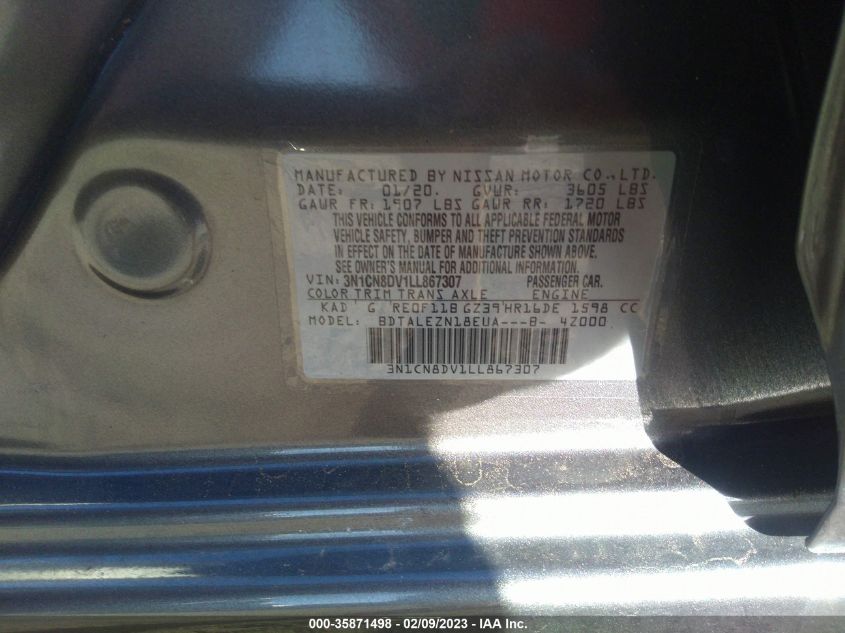 MANUFACTURED BY NISSAN MOTOR CO.,LTD.
DATE: 01/20. GVWR: 3605 LBS
GAWR FR: 1907 LBS GAWR RR: 1720 LBS
THIS VEHICLE CONFORMS TO ALL APPLICABLE FEDERAL MOTOR
VEHICLE SAFETY, BUMPER AND THEFT PREVENTION STANDARDS
IN EFFECT ON THE DATE OF MANUFACTURE SHOWN ABOVE.
SEE OWNER'S MANUAL FOR ADDITIONAL INFORMATION.
VIN: 3N1CN8DV1LL867307 PASSENGER CAR.
COLOR TRIM TRANS AXLE ENGINE
KAD G RE0F11B GZ39 HR16DE 1598 CC
MODEL: BDTALEZN18EUA---B- 4Z000
3N1CN8DV1LL867307
000-35871498 - 02/09/2023 - IAA Inc.